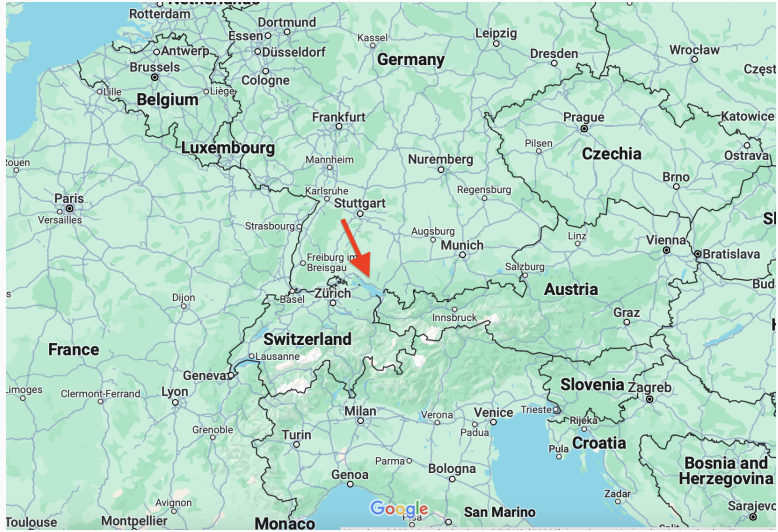 Netherlands
Rotterdam
Dortmund
Essen
Kassel
Leipzig
Antwerp
Düsseldorf
Germany
Dresden
Wrocław
Brussels
Cologne
Lille
Liège
Belgium
Frankfurt
Prague
Katowice
Luxembourg
Mannheim
Nuremberg
Pilsen
Czechia
Ostrava
Paris
Karlsruhe
Regensburg
Brno
Versailles
Stuttgart
Strasbourg
Augsburg
Munich
Linz
Vienna
Bratislava
Freiburg im
Breisgau
Salzburg
Dijon
Basel
Zürich
Austria
Bud
Innsbruck
Graz
France
Switzerland
Lausanne
Geneva
Slovenia
Zagreb
Limoges
Clermont-Ferrand
Lyon
Milan
Verona
Venice
Trieste
Padua
Rijeka
Grenoble
Turin
Croatia
Pula
Parma
Bologna
Bosnia and
Herzegovina
Genoa
Zadar
Avignon
Google
San Marino
Sarajevo
Toulouse
Montpellier
Monaco